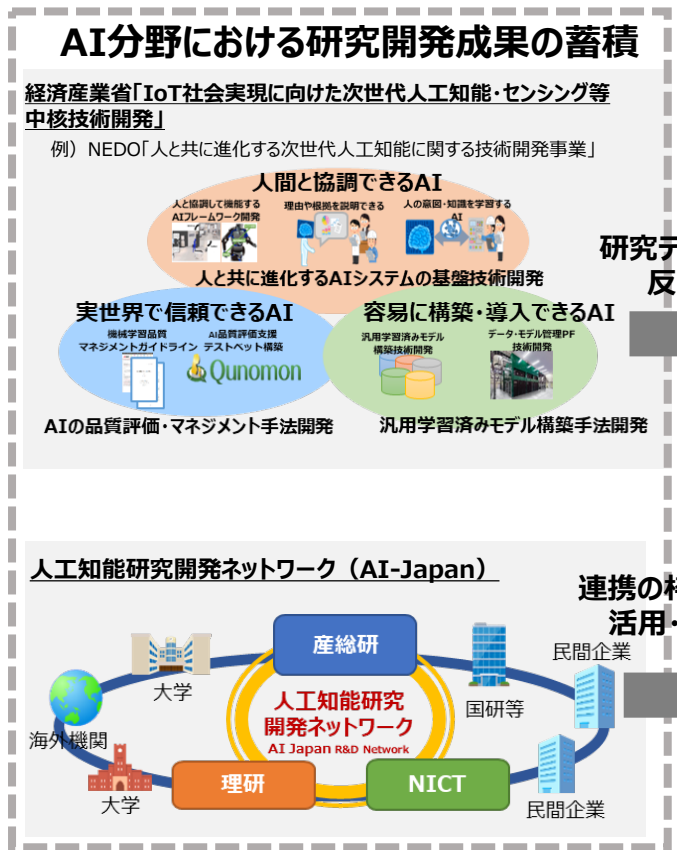 AI分野における研究開発成果の蓄積
経済産業省「IoT社会実現に向けた次世代人工知能・センシング等
中核技術開発」
例）NEDO「人と共に進化する次世代人工知能に関する技術開発事業」
人間と協調できるAI
人と協調して機能する
AIフレームワーク開発
理由や根拠を説明できる
人の意図・知識を学習する
AI
人と共に進化するAIシステムの基盤技術開発
研究デ
反
実世界で信頼できるAI
機械学習品質
マネジメントガイドライン
AI品質評価支援
テストベット構築
Qunomon
AIの品質評価・マネジメント手法開発
容易に構築・導入できるAI
汎用学習済みモデル
構築技術開発
データ・モデル管理PF
技術開発
汎用学習済みモデル構築手法開発
人工知能研究開発ネットワーク（AI-Japan）
連携の枠
活用・
産総研
大学
国研等
民間企業
海外機関
人工知能研究
開発ネットワーク
AI Japan R&D Network
理研
NICT
大学
民間企業